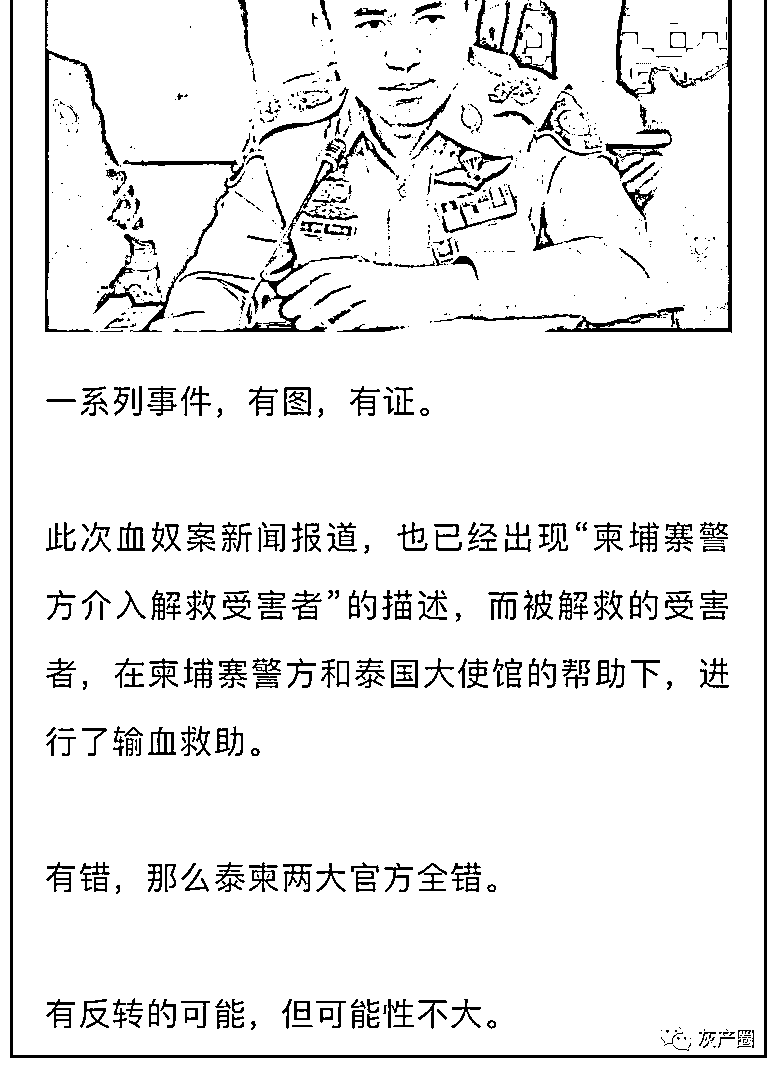 一系列事件，有图，有证。
此次血奴案新闻报道，也已经出现“柬埔寨警
方介入解救受害者”的描述，而被解救的受害
者，在柬埔寨警方和泰国大使馆的帮助下，进
行了输血救助。
有错，那么泰柬两大官方全错。
有反转的可能，但可能性不大。
灰产圈